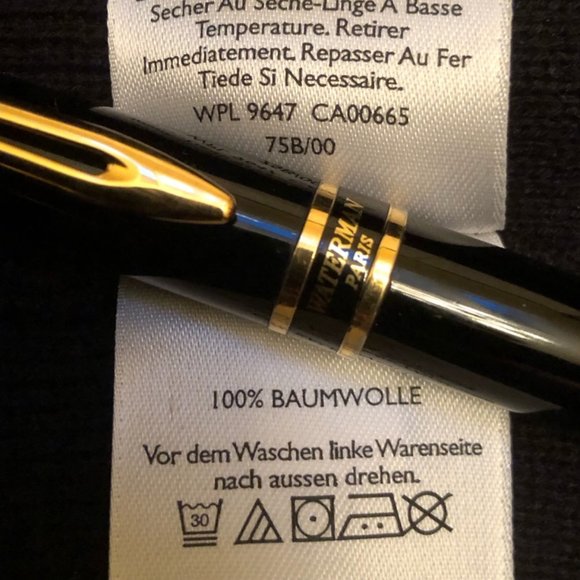 Secher Au Sèche-Linge A Basse
Temperature. Retirer
Immediatement. Repasser Au Fer
Tiede Si Necessaire.
WPL 9647 CA00665
75B/00
WATERMAN
PARIS
100% BAUMWOLLE
Vor dem Waschen linke Warenseite
nach aussen drehen.
30